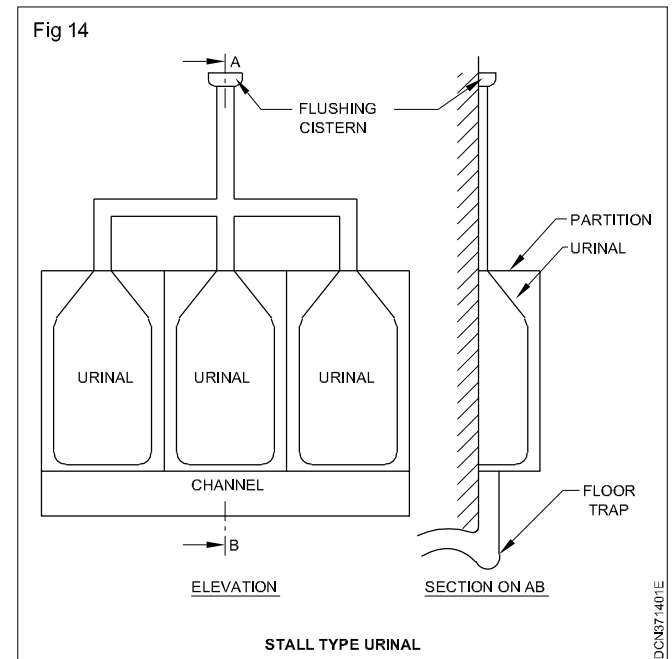 Fig 14
A
FLUSHING
CISTERN
PARTITION
URINAL
URINAL
URINAL
URINAL
CHANNEL
FLOOR
TRAP
B
ELEVATION
SECTION ON AB
STALL TYPE URINAL
DCN371401E